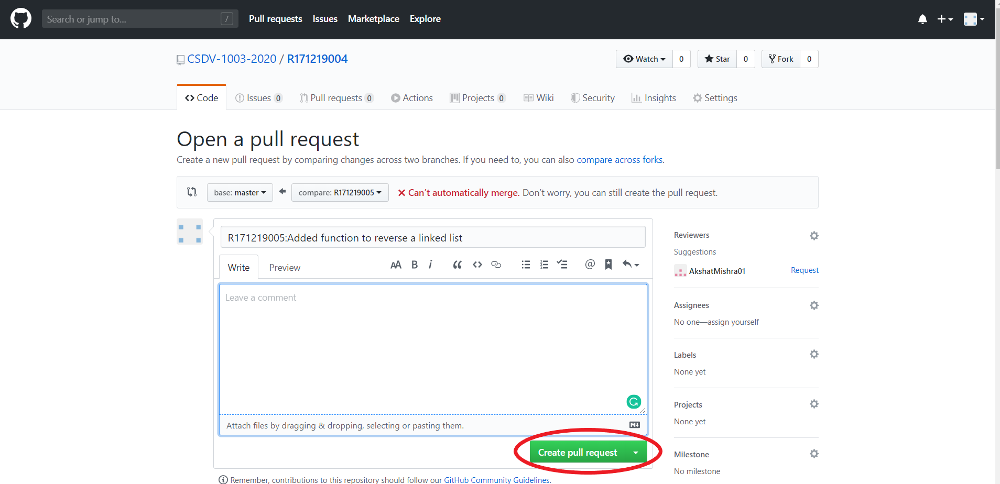 Search or jump to... /
Pull requests Issues Marketplace Explore
CSDV-1003-2020 / R171219004
Watch 0 Star 0 Fork 0
Code Issues 0 Pull requests 0 Actions Projects 0 Wiki Security Insights Settings
Open a pull request
Create a new pull request by comparing changes across two branches. If you need to, you can also compare across forks.
base: master compare: R171219005 Can’t automatically merge. Don’t worry, you can still create the pull request.
R171219005:Added function to reverse a linked list
Write Preview AA B i @
Leave a comment
Attach files by dragging & dropping, selecting or pasting them.
Create pull request
Remember, contributions to this repository should follow our GitHub Community Guidelines.
Reviewers
Suggestions
AkshatMishra01 Request
Assignees
No one—assign yourself
Labels
None yet
Projects
None yet
Milestone
No milestone